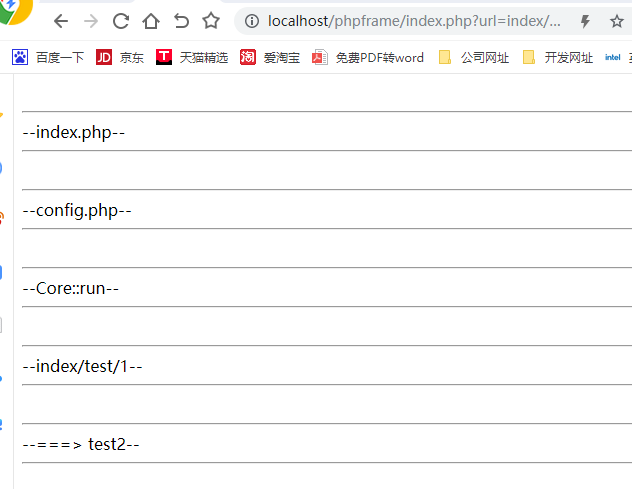 localhost/phpframe/index.php?url=index/...
百度一下 JD 京东 T 天猫精选 淘 爱淘宝 免费PDF转word 公司网址 开发网址 intel
--index.php--
--config.php--
--Core::run--
--index/test/1--
--===> test2--